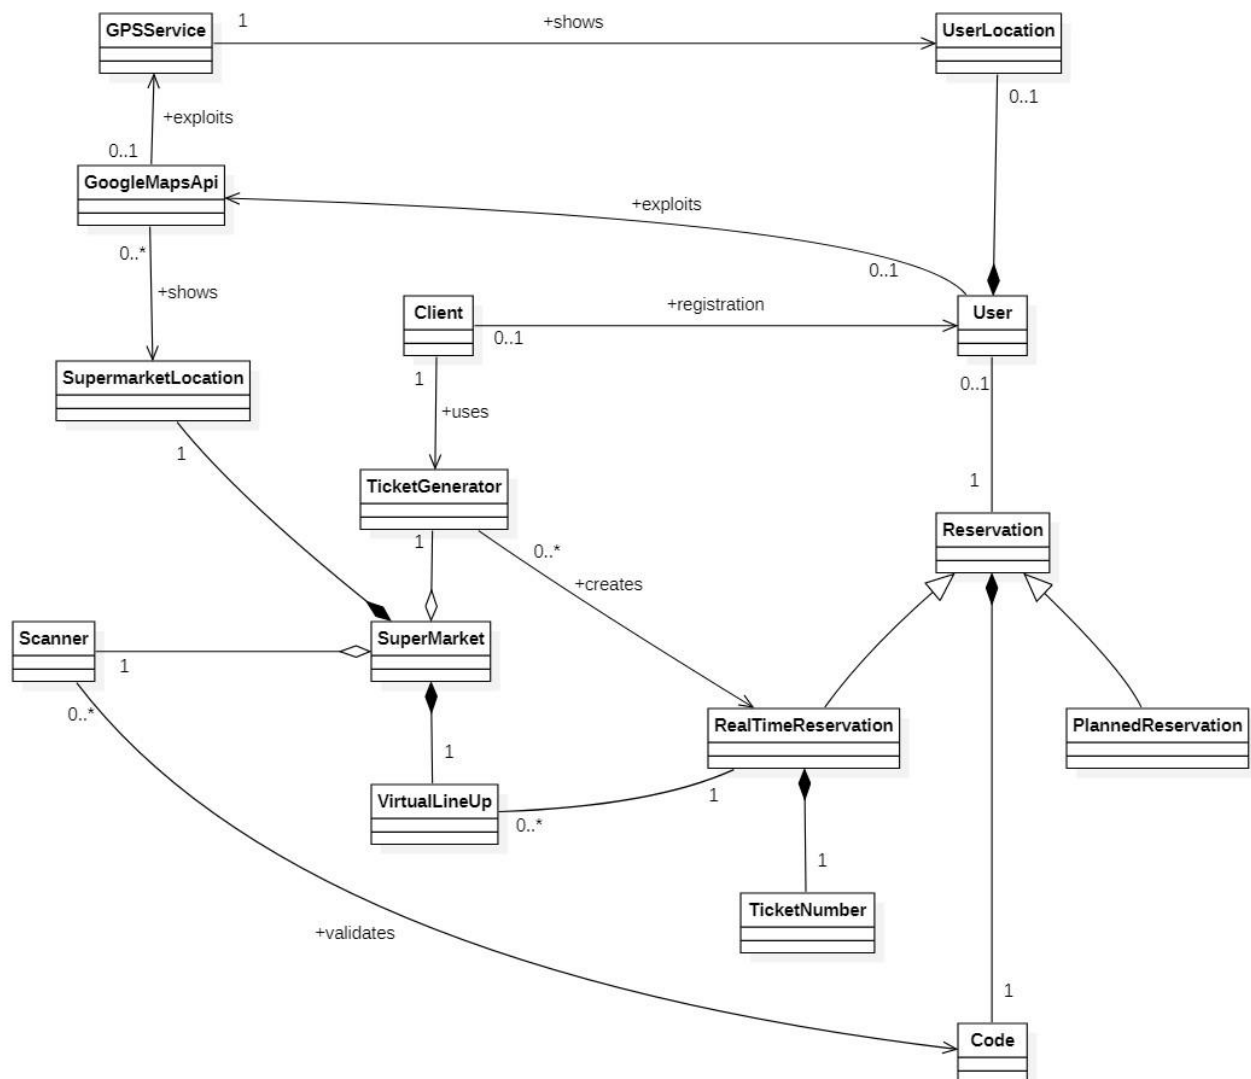 GPSService
1
+shows
UserLocation
0..1
+exploits
0..1
GoogleMapsApi
+exploits
0..*
0..1
+shows
Client
+registration
User
0..1
SupermarketLocation
1
0..1
+uses
1
1
TicketGenerator
Reservation
1
0..*
+creates
Scanner
1
SuperMarket
0..*
RealTimeReservation
PlannedReservation
1
VirtualLineUp
1
0..*
1
TicketNumber
+validates
1
Code